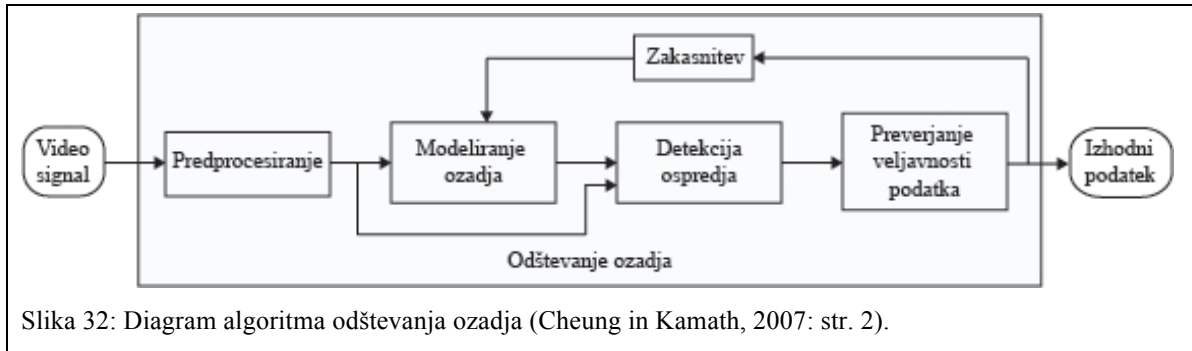 Zakasnitev
Video
signal
Predprocesiranje
Modeliranje
ozadja
Detekcija
ospredja
Preverjanje
veljavnosti
podatka
Izhodni
podatek
Odštevanje ozadja
Slika 32: Diagram algoritma odštevanja ozadja (Cheung in Kamath, 2007: str. 2).